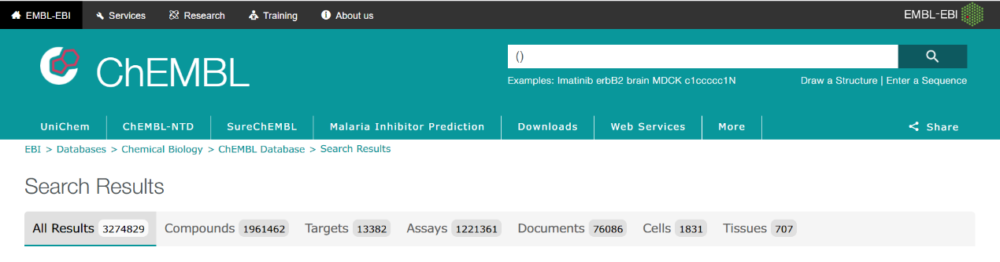 EMBL-EBI Services Research Training About us EMBL-EBI
ChEMBL
()
Examples: Imatinib erbB2 brain MDCK c1ccccc1N Draw a Structure | Enter a Sequence
UniChem ChEMBL-NTD SureChEMBL Malaria Inhibitor Prediction Downloads Web Services More Share
EBI > Databases > Chemical Biology > ChEMBL Database > Search Results
Search Results
All Results 3274829 Compounds 1961462 Targets 13382 Assays 1221361 Documents 76086 Cells 1831 Tissues 707